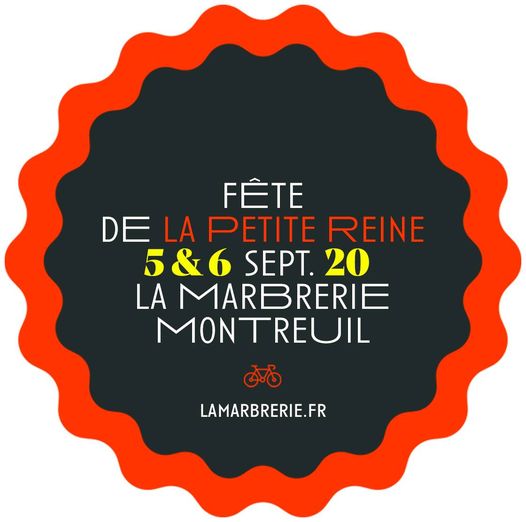 FÊTE
DE LA PETITE REINE
5 & 6 SEPT. 20
LA MARBRERIE
MONTREUIL
LAMARBRERIE.FR